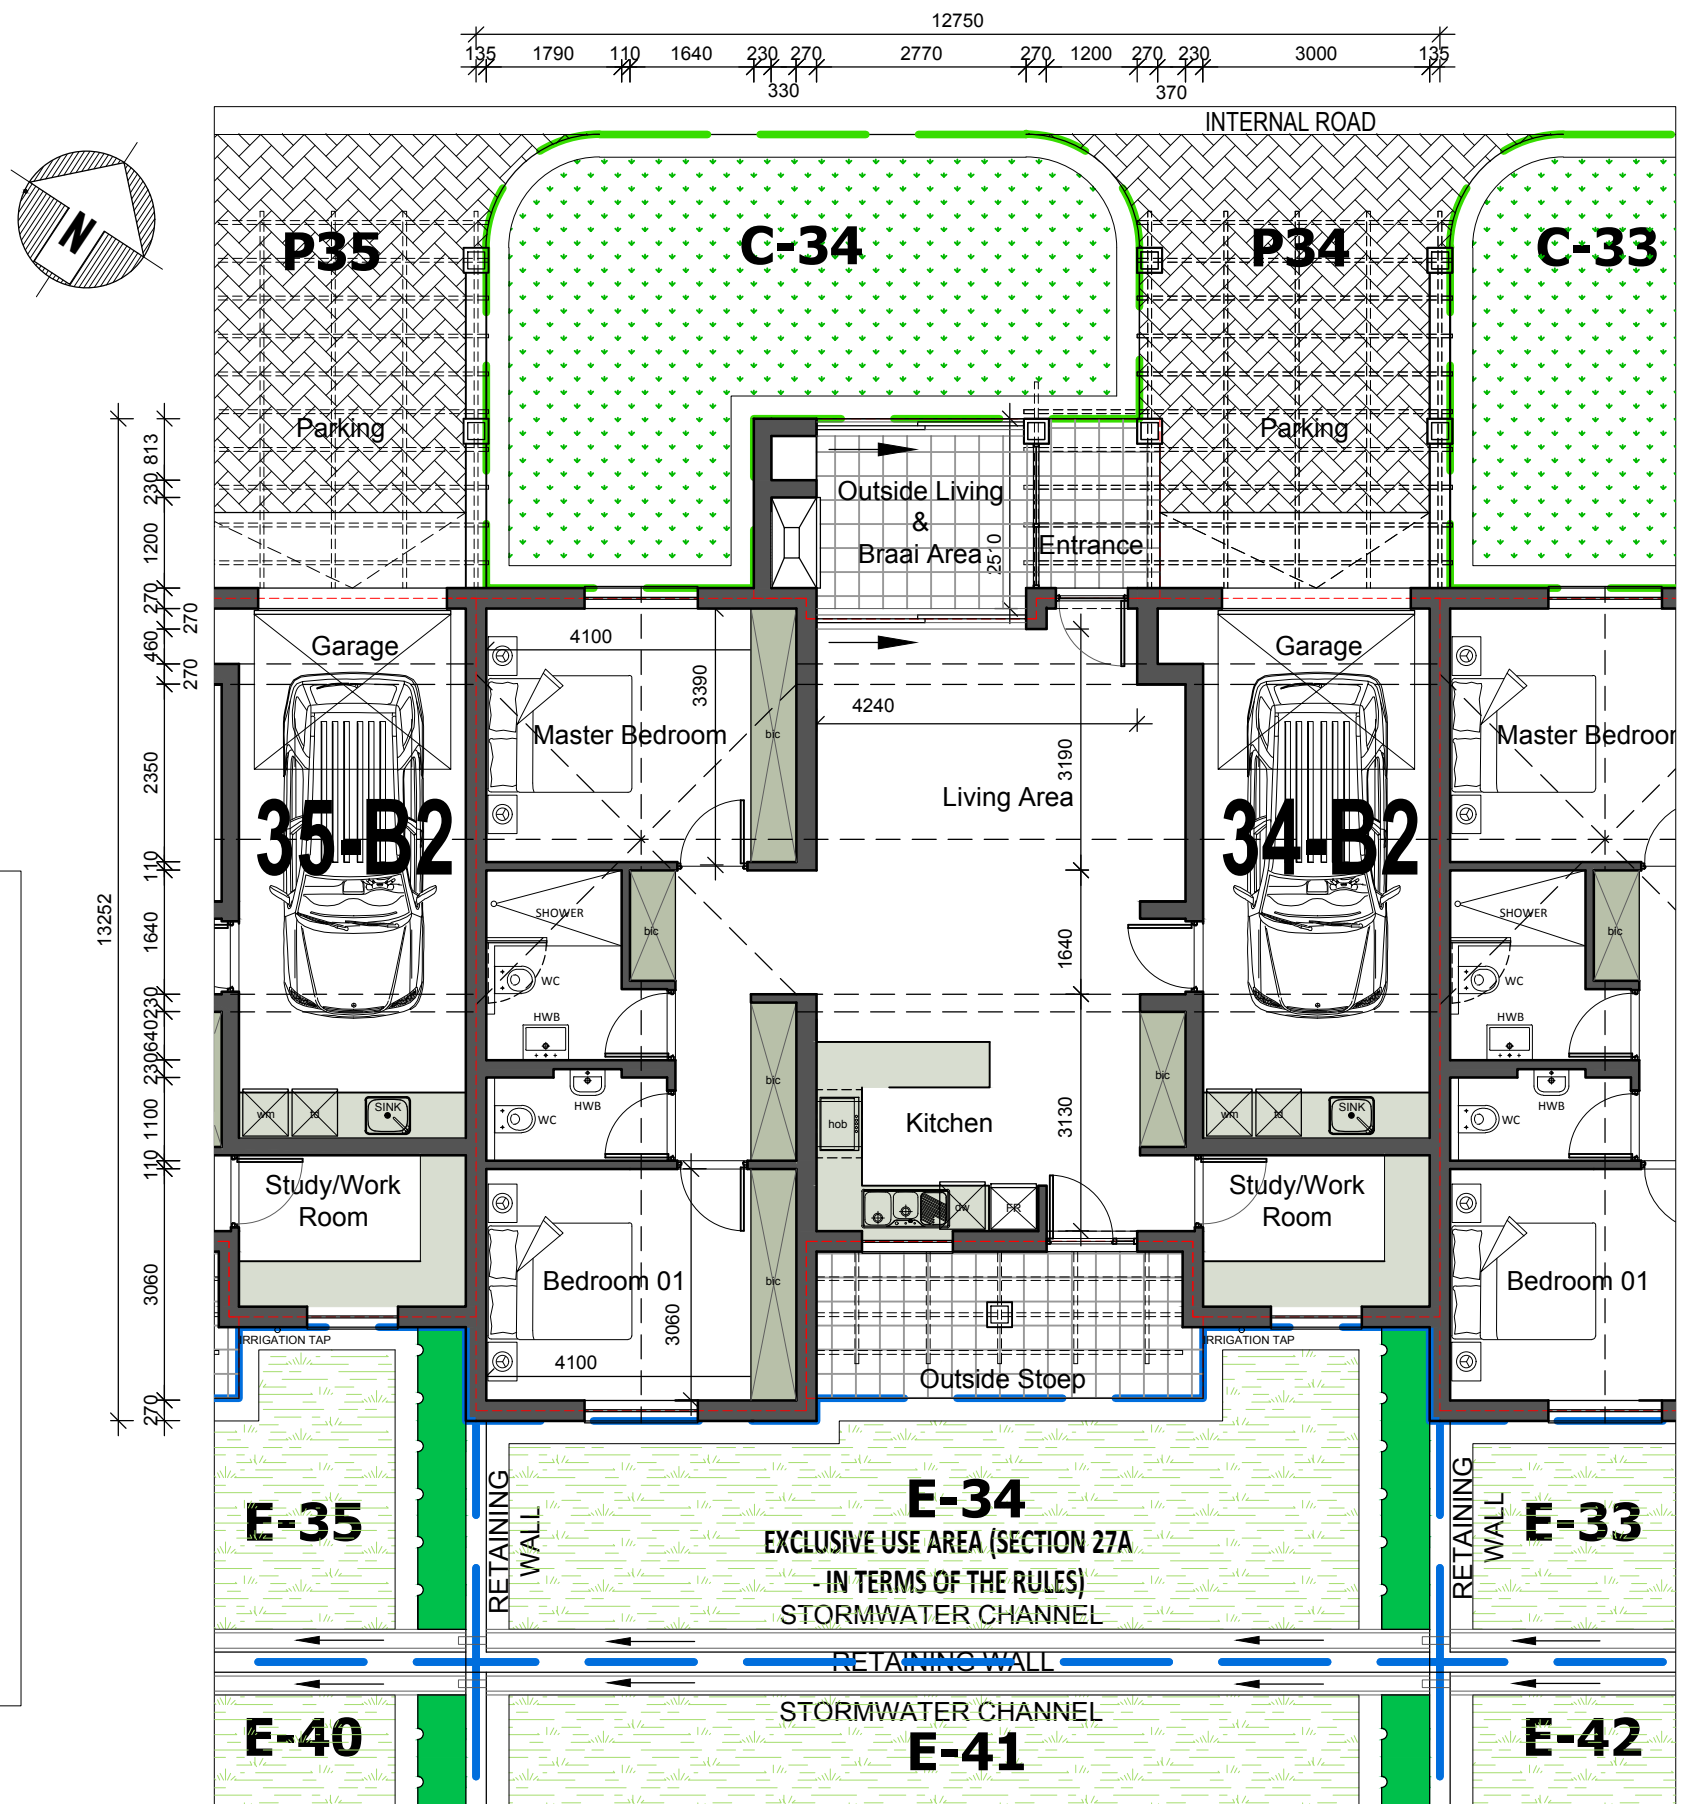 12750
135 1790 110 1640 230 270 2770 270 1200 270 230 3000 135
330 370
INTERNAL ROAD
N
P35
C-34
P34
C-33
Parking
Parking
Outside Living
&
Braai Area
Entrance
813
230
1200
270
270
460
270
2350
110
1640
230
640
230
1100
110
3060
270
13252
Garage
4100
3390
Master Bedroom
bic
4240
3190
Living Area
Garage
Master Bedroor
35-B2
34-B2
SHOWER
bic
WC
HWB
1640
SHOWER
bic
WC
HWB
wm
td
SINK
HWB
WC
bic
hob
Kitchen
3130
bic
wm
td
SINK
HWB
WC
Study/Work
Room
dw
FR
Study/Work
Room
Bedroom 01
bic
3060
4100
Bedroom 01
IRRIGATION TAP
Outside Stoep
RRIGATION TAP
E-35
RETAINING
WALL
E-34
EXCLUSIVE USE AREA (SECTION 27A
- IN TERMS OF THE RULES)
STORMWATER CHANNEL
RETAINING
WALL
E-33
RETAINING WALL
STORMWATER CHANNEL
E-40
E-41
E-42